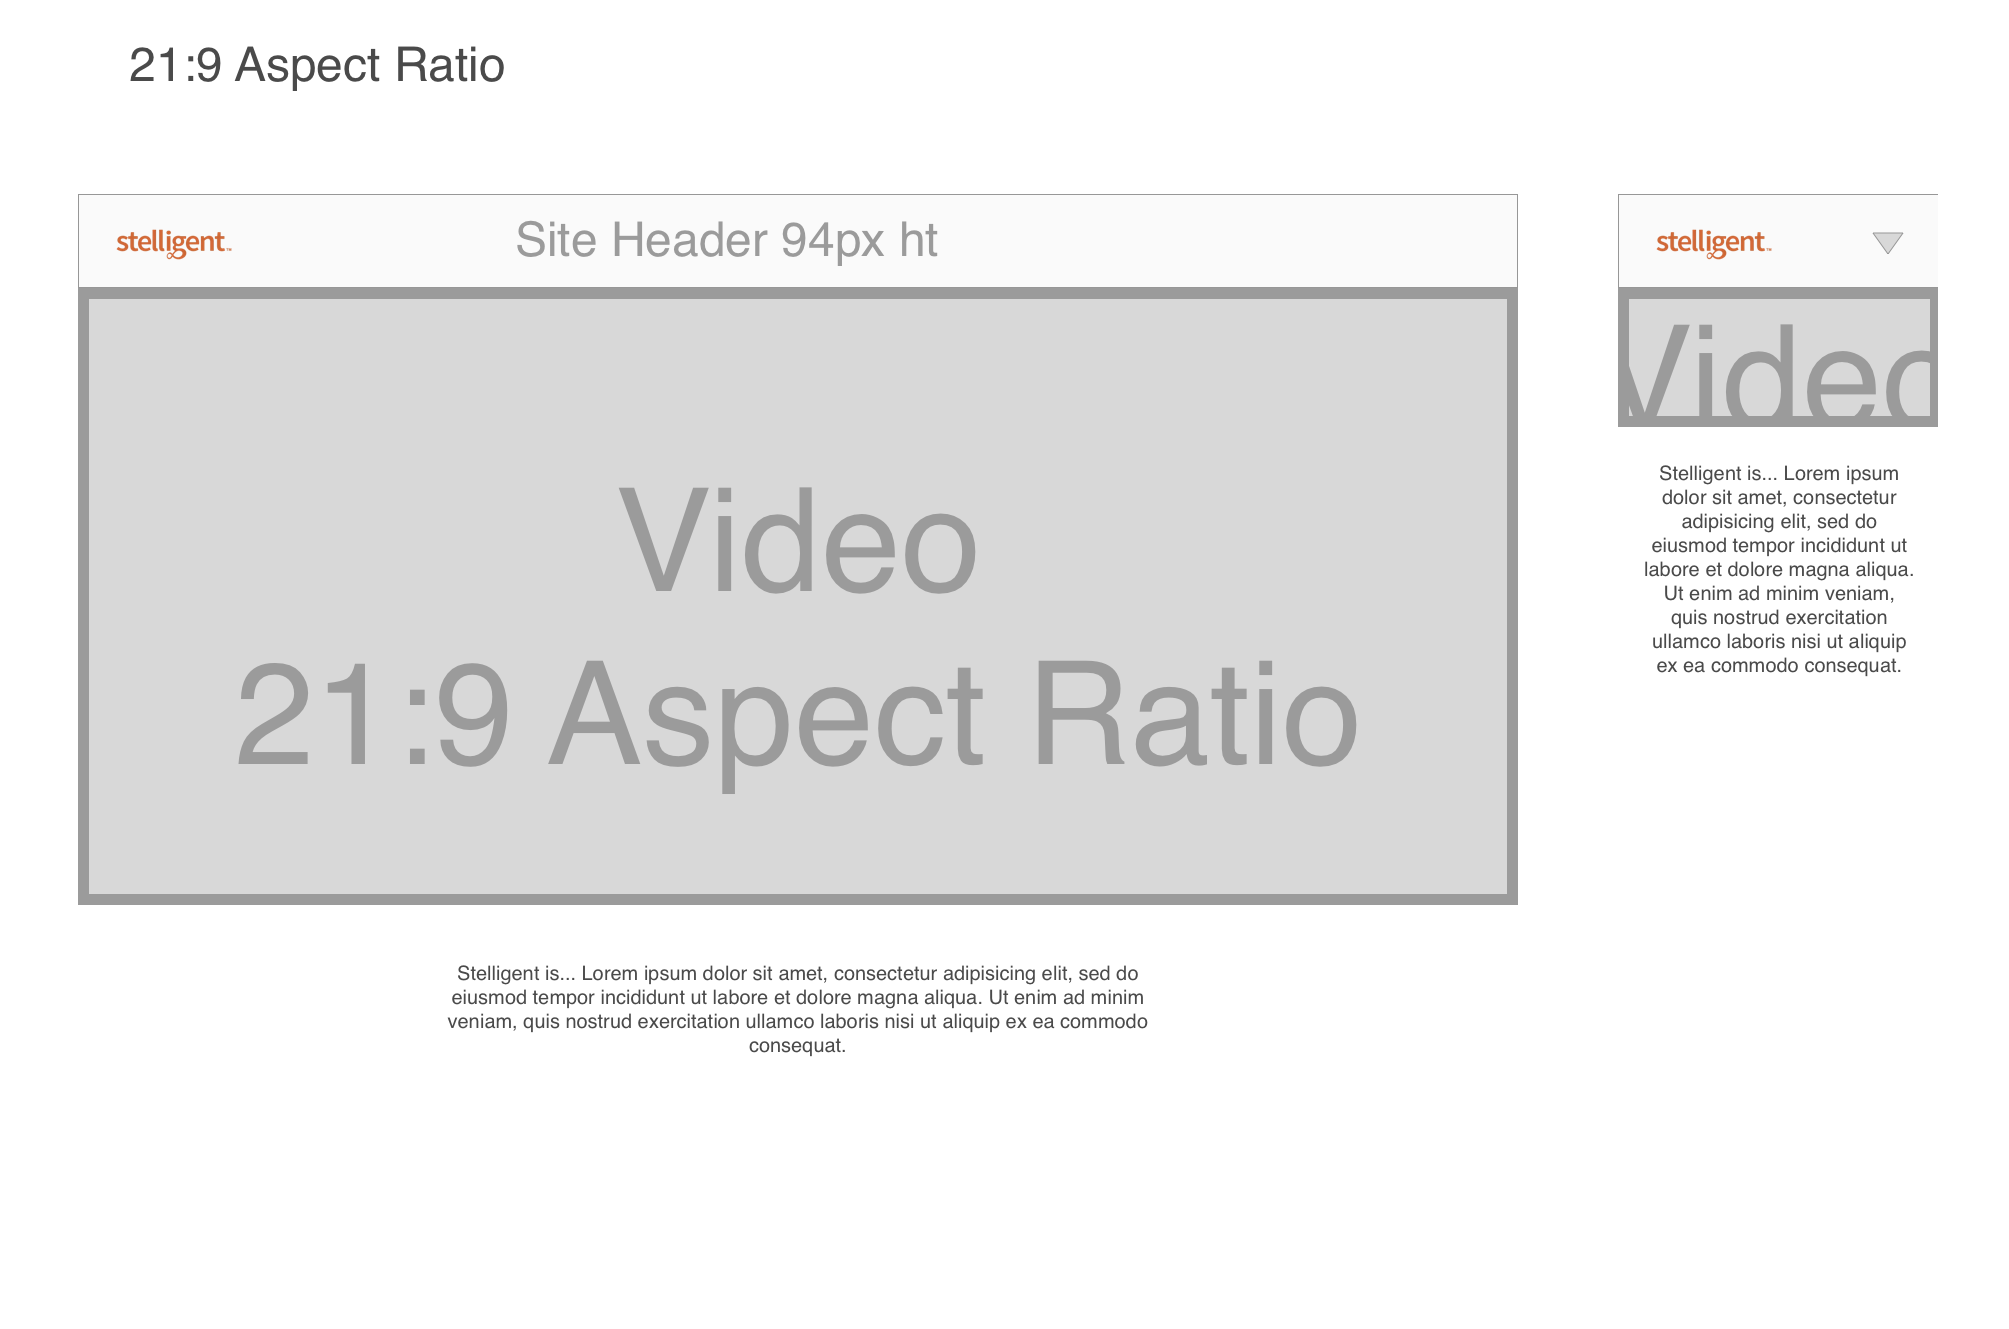 21:9 Aspect Ratio
stelligent™
Site Header 94px ht
Video
21:9 Aspect Ratio
Stelligent is... Lorem ipsum dolor sit amet, consectetur adipisicing elit, sed do
eiusmod tempor incididunt ut labore et dolore magna aliqua. Ut enim ad minim
veniam, quis nostrud exercitation ullamco laboris nisi ut aliquip ex ea commodo
consequat.
stelligent™
Video
Stelligent is... Lorem ipsum
dolor sit amet, consectetur
adipisicing elit, sed do
eiusmod tempor incididunt ut
labore et dolore magna aliqua.
Ut enim ad minim veniam,
quis nostrud exercitation
ullamco laboris nisi ut aliquip
ex ea commodo consequat.